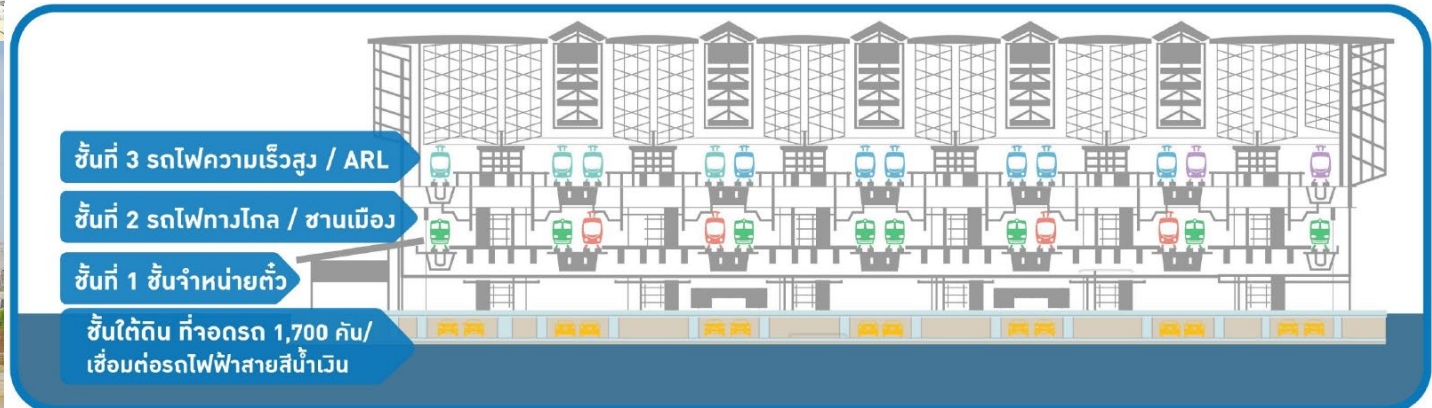 ชั้นที่ 3 รถไฟความเร็วสูง / ARL
ชั้นที่ 2 รถไฟทางไกล / ชานเมือง
ชั้นที่ 1 ชั้นจำหน่ายตั๋ว
ชั้นใต้ดิน ที่จอดรถ 1,700 คัน/
เชื่อมต่อรถไฟฟ้าสายสีน้ำเงิน